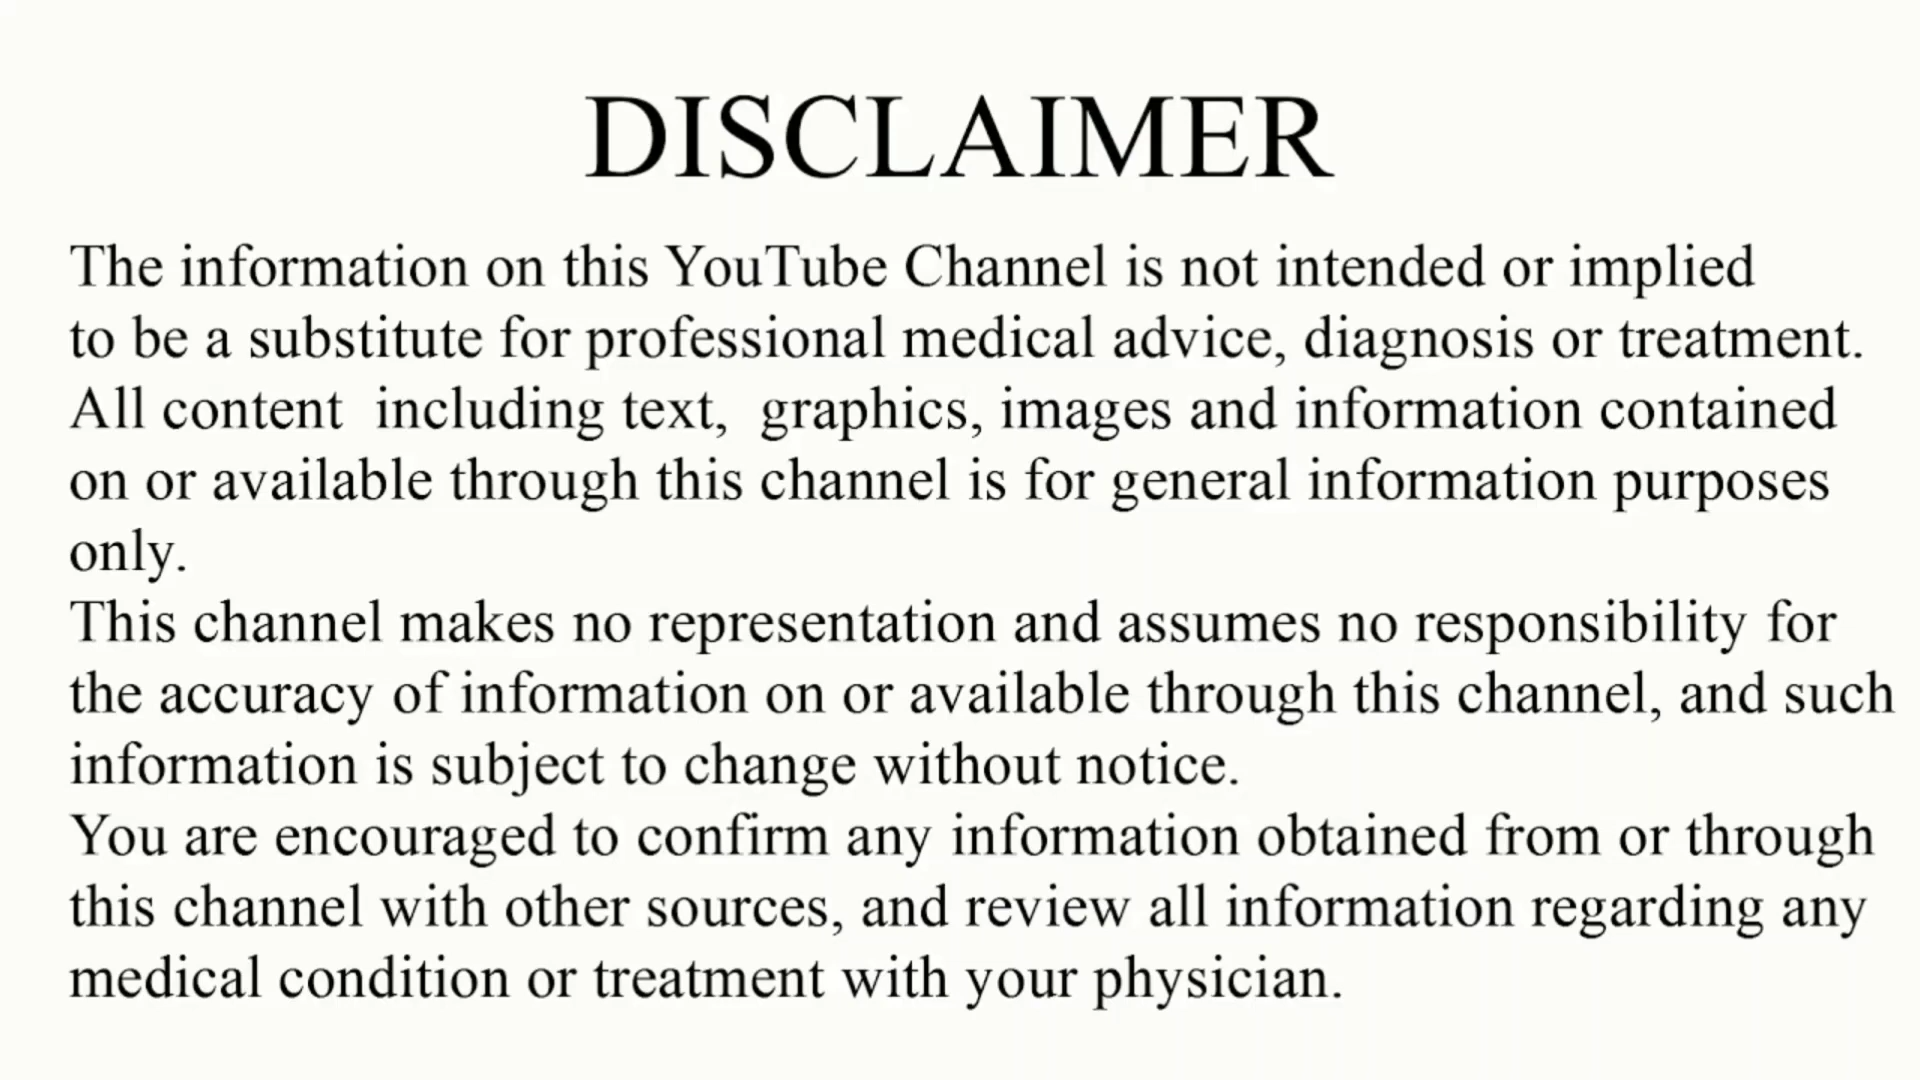 DISCLAIMER
The information on this YouTube Channel is not intended or implied
to be a substitute for professional medical advice, diagnosis or treatment.
All content  including text,  graphics, images and information contained
on or available through this channel is for general information purposes
only.
This channel makes no representation and assumes no responsibility for
the accuracy of information on or available through this channel, and such
information is subject to change without notice.
You are encouraged to confirm any information obtained from or through
this channel with other sources, and review all information regarding any
medical condition or treatment with your physician.